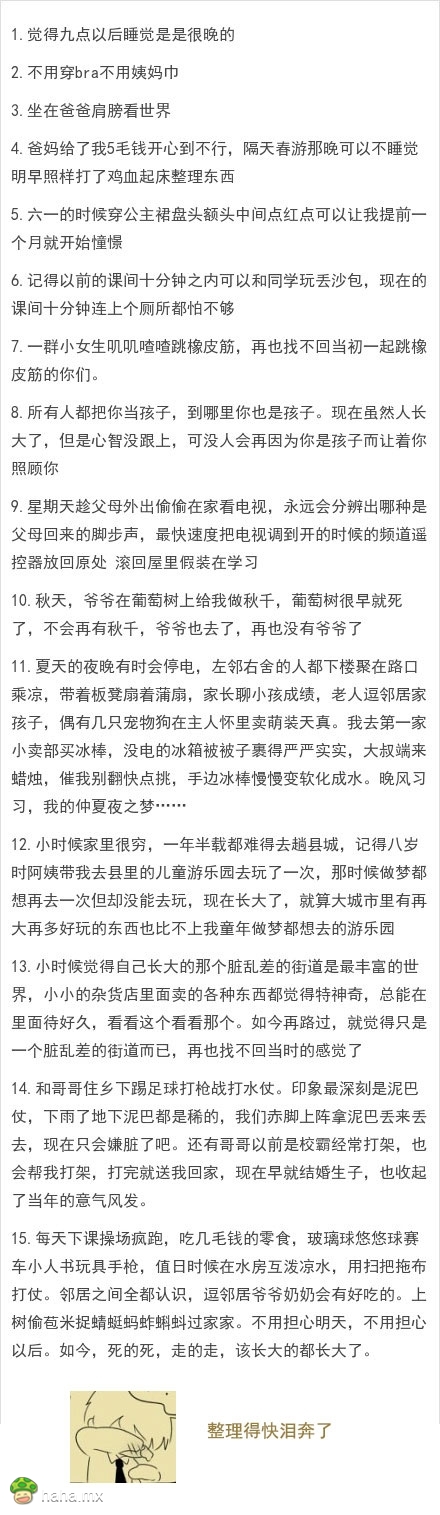 1.觉得九点以后睡觉是是很晚的
2.不用穿bra不用姨妈巾
3.坐在爸爸肩膀看世界
4.爸妈给了我5毛钱开心到不行，隔天春游那晚可以不睡觉
明早照样打了鸡血起床整理东西
5.六一的时候穿公主裙盘头额头中间点红点可以让我提前一
个月就开始憧憬
6.记得以前的课间十分钟之内可以和同学玩丢沙包，现在的
课间十分钟连上个厕所都怕不够
7.一群小女生叽叽喳喳跳橡皮筋，再也找不回当初一起跳橡
皮筋的你们。
8.所有人都把你当孩子，到哪里你也是孩子。现在虽然人长
大了，但是心智没跟上，可没人会再因为你是孩子而让着你
照顾你
9.星期天趁父母外出偷偷在家看电视，永远会分辨出哪种是
父母回来的脚步声，最快速度把电视调到开的时候的频道遥
控器放回原处 滚回屋里假装在学习
10.秋天，爷爷在葡萄树上给我做秋千，葡萄树很早就死
了，不会再有秋千，爷爷也去了，再也没有爷爷了
11.夏天的夜晚有时会停电，左邻右舍的人都下楼聚在路口
乘凉，带着板凳扇着蒲扇，家长聊小孩成绩，老人逗邻居家
孩子，偶有几只宠物狗在主人怀里卖萌装天真。我去第一家
小卖部买冰棒，没电的冰箱被被子裹得严严实实，大叔端来
蜡烛，催我别翻快点挑，手边冰棒慢慢变软化成水。晚风习
习，我的仲夏夜之梦……
12.小时候家里很穷，一年半载都难得去趟县城，记得八岁
时阿姨带我去县里的儿童游乐园去玩了一次，那时候做梦都
想再去一次但却没能去玩，现在长大了，就算大城市里有再
大再多好玩的东西也比不上我童年做梦都想去的游乐园
13.小时候觉得自己长大的那个脏乱差的街道是最丰富的世
界，小小的杂货店里面卖的各种东西都觉得特神奇，总能在
里面待好久，看看这个看看那个。如今再路过，就觉得只是
一个脏乱差的街道而已，再也找不回当时的感觉了
14.和哥哥住乡下踢足球打枪战打水仗。印象最深刻是泥巴
仗，下雨了地下泥巴都是稀的，我们赤脚上阵拿泥巴丢来丢
去，现在只会嫌脏了吧。还有哥哥以前是校霸经常打架，也
会帮我打架，打完就送我回家，现在早就结婚生子，也收起
了当年的意气风发。
15.每天下课操场疯跑，吃几毛钱的零食，玻璃球悠悠球赛
车小人书玩具手枪，值日时候在水房互泼凉水，用扫把拖布
打仗。邻居之间全都认识，逗邻居爷爷奶奶会有好吃的。上
树偷苞米捉蜻蜓蚂蚱蝌蚪过家家。不用担心明天，不用担心
以后。如今，死的死，走的走，该长大的都长大了。
整理得快泪奔了
nana.mx